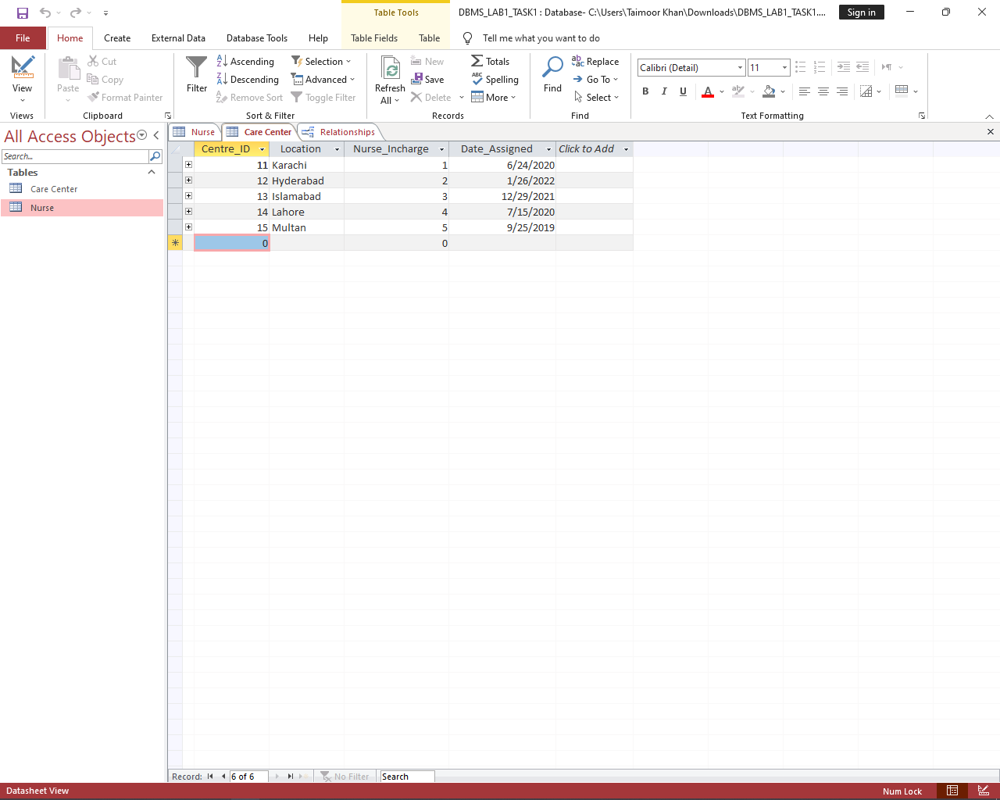 Table Tools
DBMS_LAB1_TASK1 : Database- C:\Users\Taimoor Khan\Downloads\DBMS_LAB1_TASK1....
Sign in
File Home Create External Data Database Tools Help Table Fields Table Tell me what you want to do
View
Views
Paste
Cut
Copy
Format Painter
Clipboard
Filter
Ascending
Descending
Remove Sort
Selection
Advanced
Toggle Filter
Sort & Filter
Refresh
All
New
Save
Delete
Totals
Spelling
More
Records
Find
Replace
Go To
Select
Find
Calibri (Detail) 11
B I U A
Text Formatting
All Access Objects
Search...
Tables
Care Center
Nurse
Nurse Care Center Relationships
Centre_ID Location Nurse_Incharge Date_Assigned Click to Add
11 Karachi 1 6/24/2020
12 Hyderabad 2 1/26/2022
13 Islamabad 3 12/29/2021
14 Lahore 4 7/15/2020
15 Multan 5 9/25/2019
0 0
Record: 6 of 6 No Filter Search
Datasheet View
Num Lock